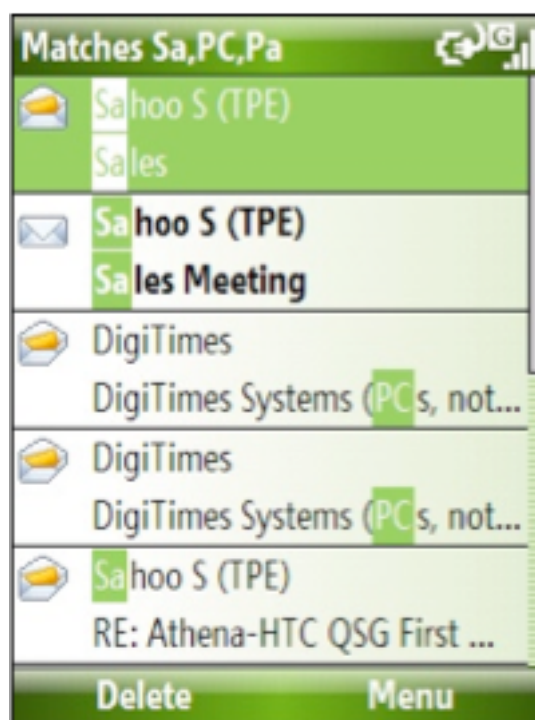 Matches Sa,PC,Pa
G
Sahoo S (TPE)
Sales
Sahoo S (TPE)
Sales Meeting
DigiTimes
DigiTimes Systems (PCs, not...
DigiTimes
DigiTimes Systems (PCs, not...
Sahoo S (TPE)
RE: Athena-HTC QSG First ...
Delete Menu